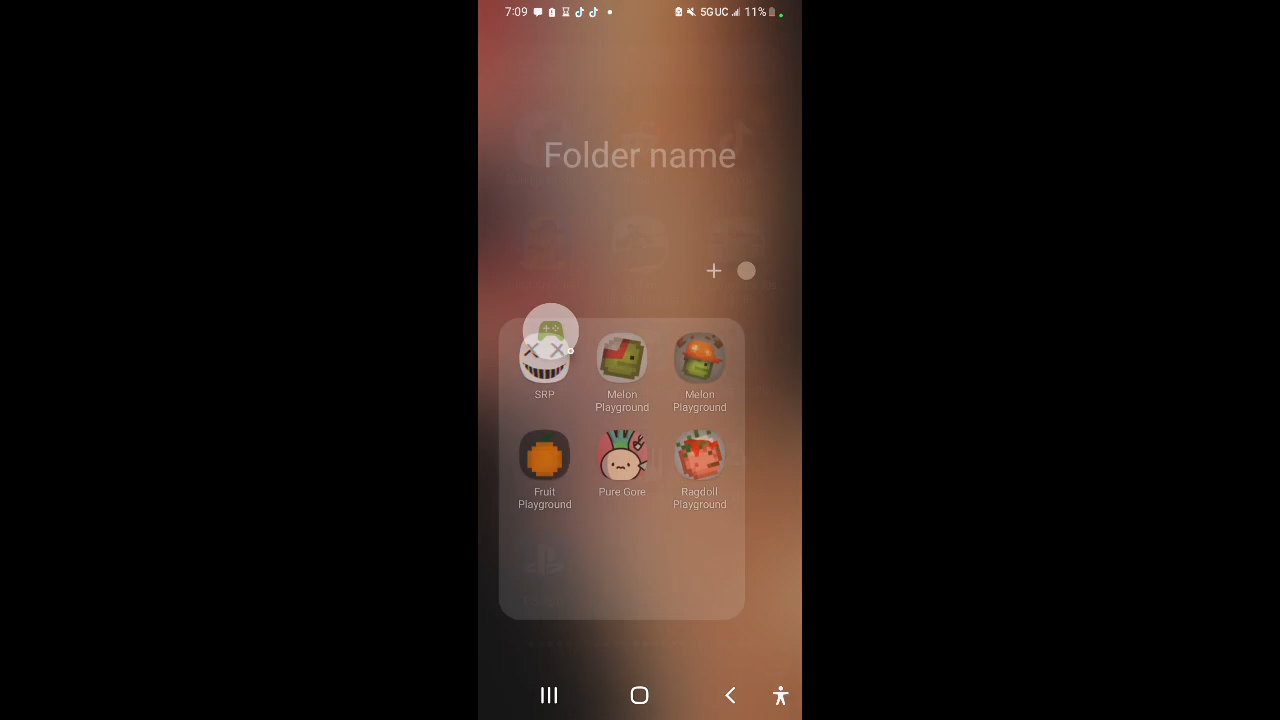 7:09 5GUC 11%
Folder name
SRP
Melon
Playground
Melon
Playground
Fruit
Playground
Pure Gore
Ragdoll
Playground